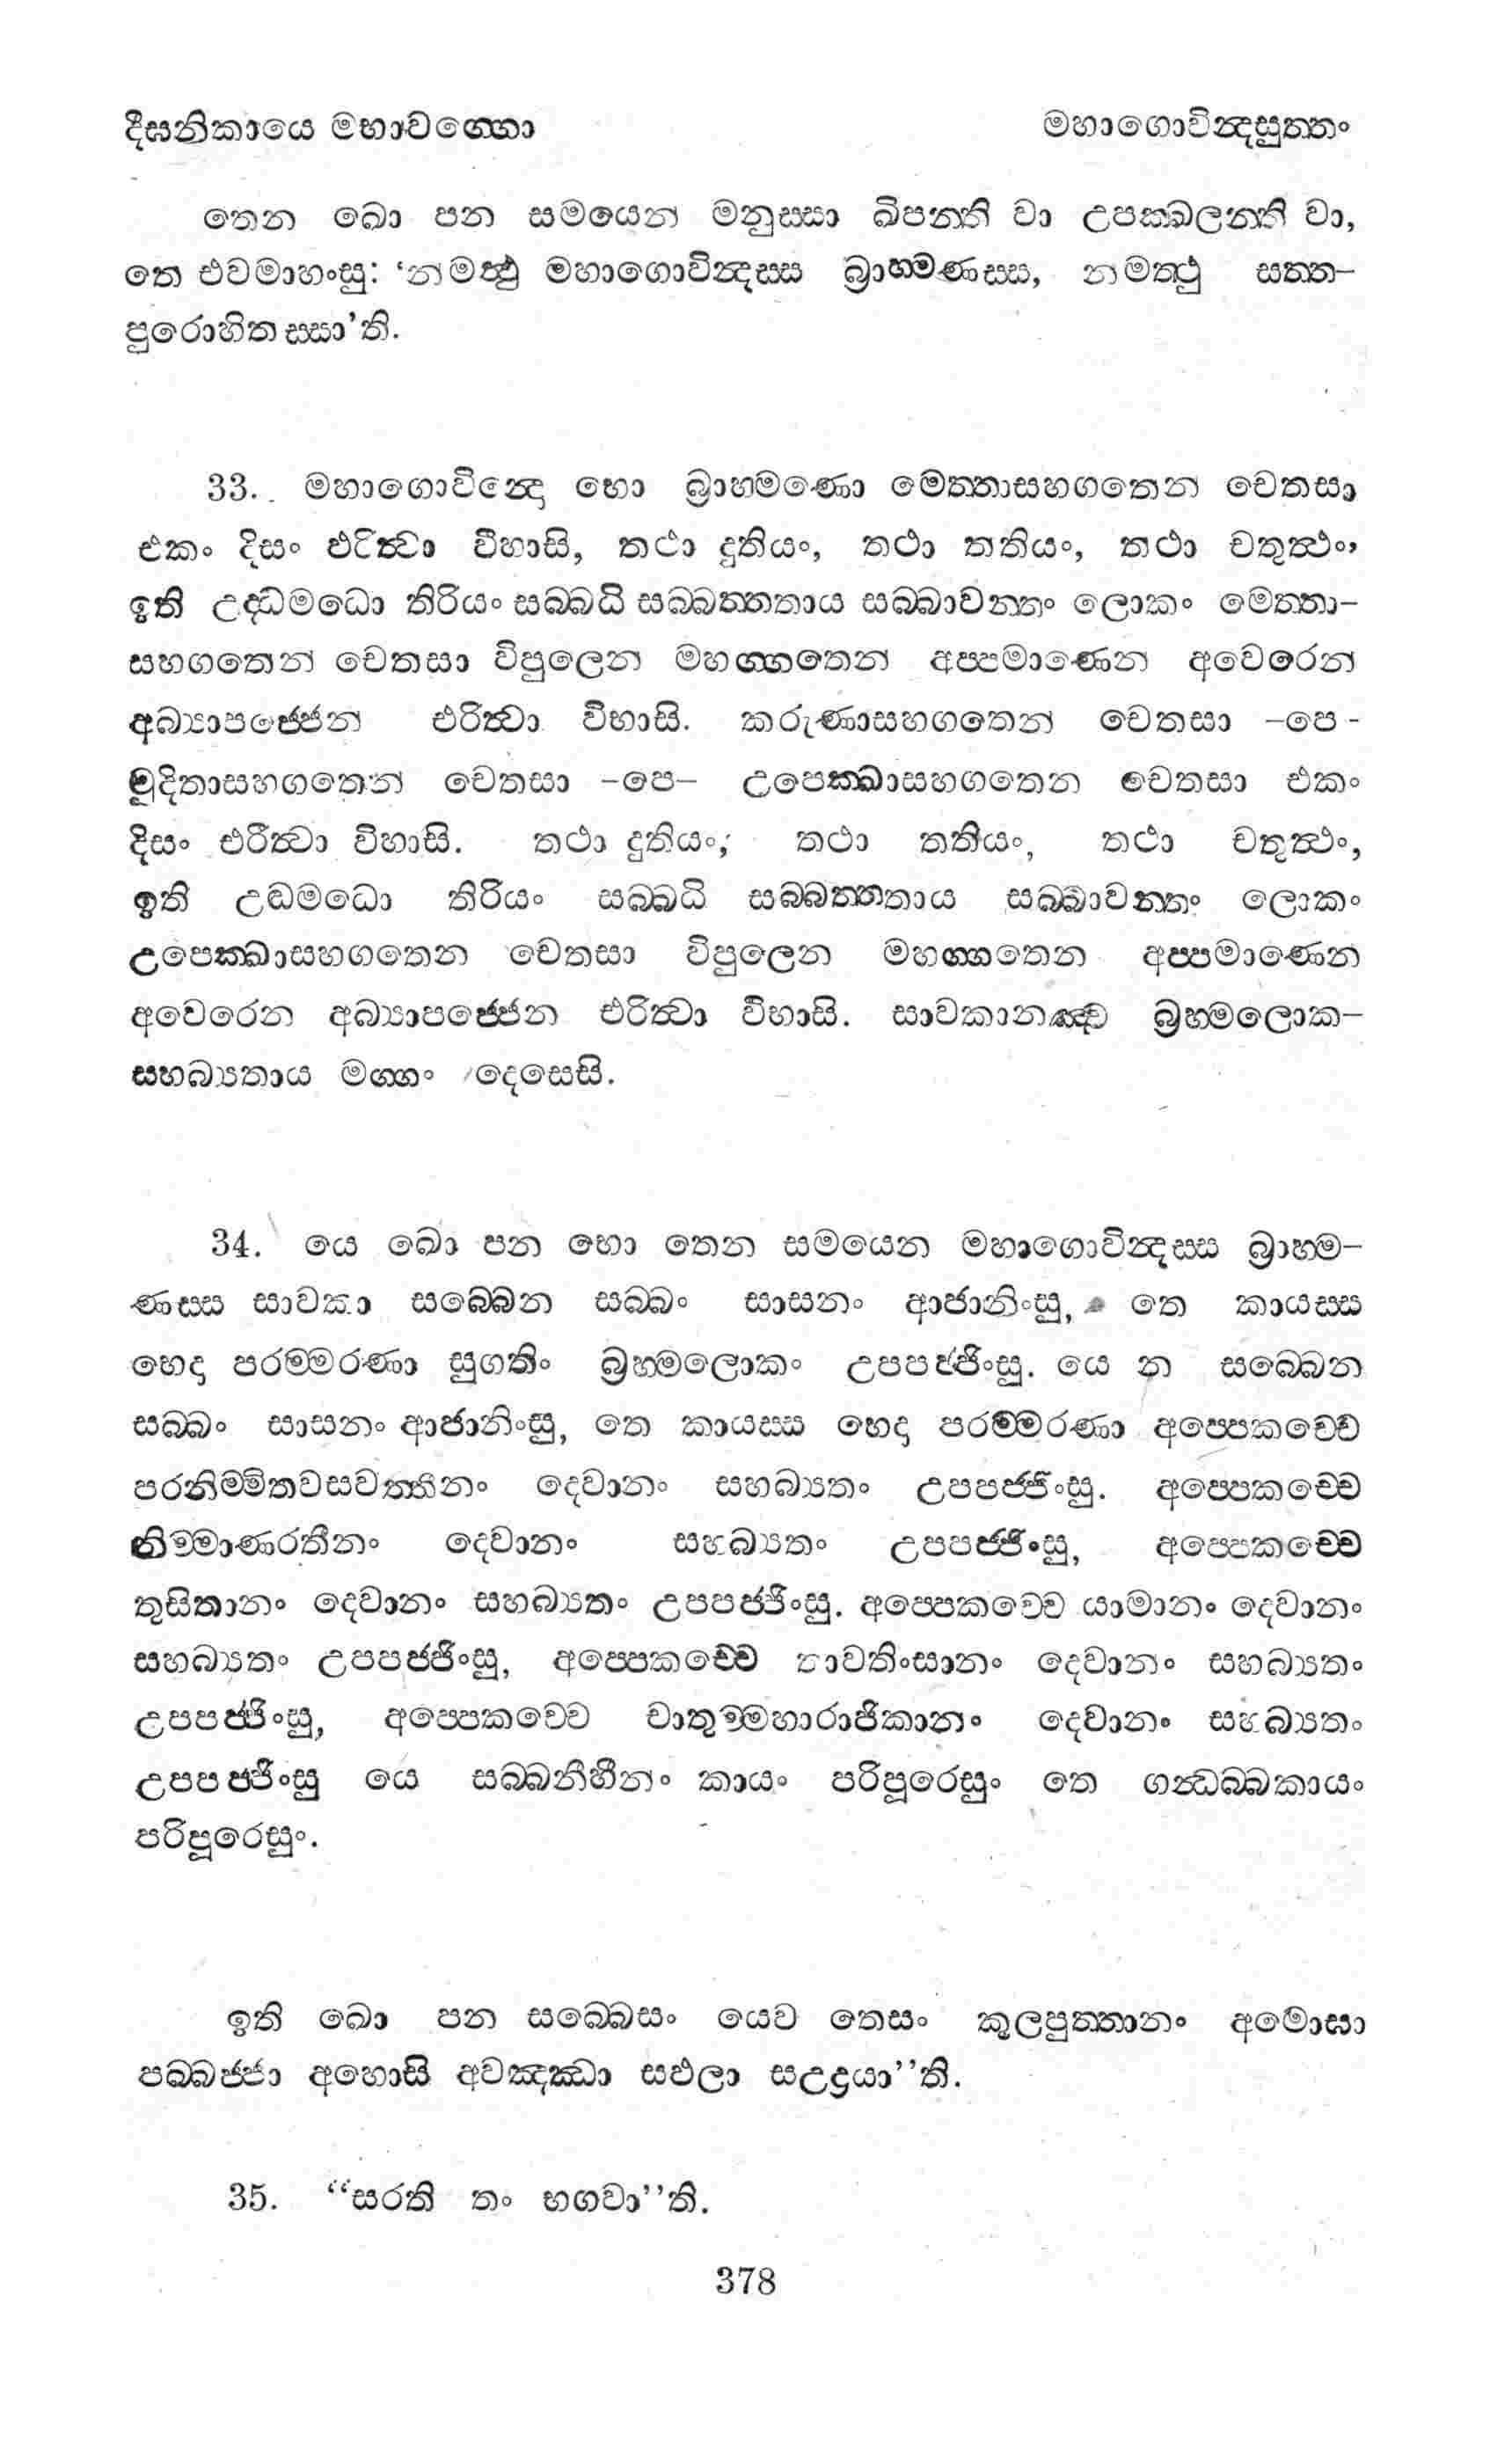 දීඝනිකායෙ මහාවග්ගො මහාගොවින්දසුත්තං
තෙන ඛො පන සමයෙන මනුස්සා ඛිපන්ති වා උපක්ඛලන්ති වා,
තෙ එවමාහංසු: ‘නමත්ථු මහාගොවින්දස්ස බ්‍රාහ්මණස්ස, නමත්ථු සත්ත-
පුරොහිතස්සා’ති.
33. මහාගොවින්දො භො බ්‍රාහ්මණො මෙත්තාසහගතෙන චෙතසා
එකං දිසං ඵරිත්වා විහාසි, තථා දුතියං, තථා තතියං, තථා චතුත්ථං,
ඉති උද්ධමධො තිරියං සබ්බධි සබ්බත්තතාය සබ්බාවන්තං ලොකං මෙත්තා-
සහගතෙන චෙතසා විපුලෙන මහග්ගතෙන අප්පමාණෙන අවෙරෙන
අබ්‍යාපජ්ජෙන එරිත්වා විහාසි. කරුණාසහගතෙන චෙතසා -පෙ-
මුදිතාසහගතෙන චෙතසා -පෙ- උපෙක්ඛාසහගතෙන චෙතසා එකං
දිසං එරීත්වා විහාසි. තථා දුතියං, තථා තතියං, තථා චතුත්ථං,
ඉති උඬමධො තිරියං සබ්බධි සබ්බත්තතාය සබ්බාවන්තං ලොකං
උපෙක්ඛාසහගතෙන චෙතසා විපුලෙන මහග්ගතෙන අප්පමාණෙන
අවෙරෙන අබ්‍යාපජ්ජෙන එරිත්වා විහාසි. සාවකානඤ්ච බ්‍රහ්මලොක-
සහබ්‍යතාය මග්ගං දෙසෙසි.
34. යෙ ඛො පන භො තෙන සමයෙන මහාගොවින්දස්ස බ්‍රාහ්ම-
ණස්ස සාවකා සබ්බෙන සබ්බං සාසනං ආජානිංසු, තෙ කායස්ස
භෙදා පරම්මරණා සුගතිං බ්‍රහ්මලොකං උපපජ්ජිංසු. යෙ න සබ්බෙන
සබ්බං සාසනං ආජානිංසු, තෙ කායස්ස භෙදා පරම්මරණා අප්පෙකච්චෙ
පරනිම්මිතවසවත්තීනං දෙවානං සහබ්‍යතං උපපජ්ජිංසු. අප්පෙකච්චෙ
නිම්මාණරතීනං දෙවානං සහබ්‍යතං උපපජ්ජිංසු, අප්පෙකච්චෙ
තුසිතානං දෙවානං සහබ්‍යතං උපපජ්ජිංසු. අප්පෙකච්චෙ යාමානං දෙවානං
සහබ්‍යතං උපපජ්ජිංසු, අප්පෙකච්චෙ තාවතිංසානං දෙවානං සහබ්‍යතං
උපපජ්ජිංසු, අප්පෙකච්චෙ චාතුම්මහාරාජිකානං දෙවානං සහබ්‍යතං
උපපජ්ජිංසු යෙ සබ්බනිහීනං කායං පරිපූරෙසුං තෙ ගන්ධබ්බකායං
පරිපූරෙසුං.
ඉති ඛො පන සබ්බෙසං යෙව තෙසං කුලපුත්තානං අමොඝා
පබ්බජ්ජා අහොසි අවඤ්ඣා සඵලා සඋද්‍රයා’’ති.
35. ‘‘සරති තං භගවා’’ති.
378